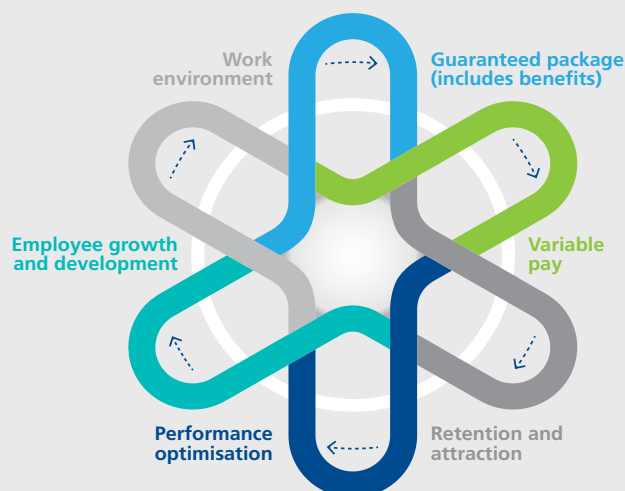 Work
environment
Guaranteed package
(includes benefits)
Employee growth
and development
Variable
pay
Performance
optimisation
Retention and
attraction